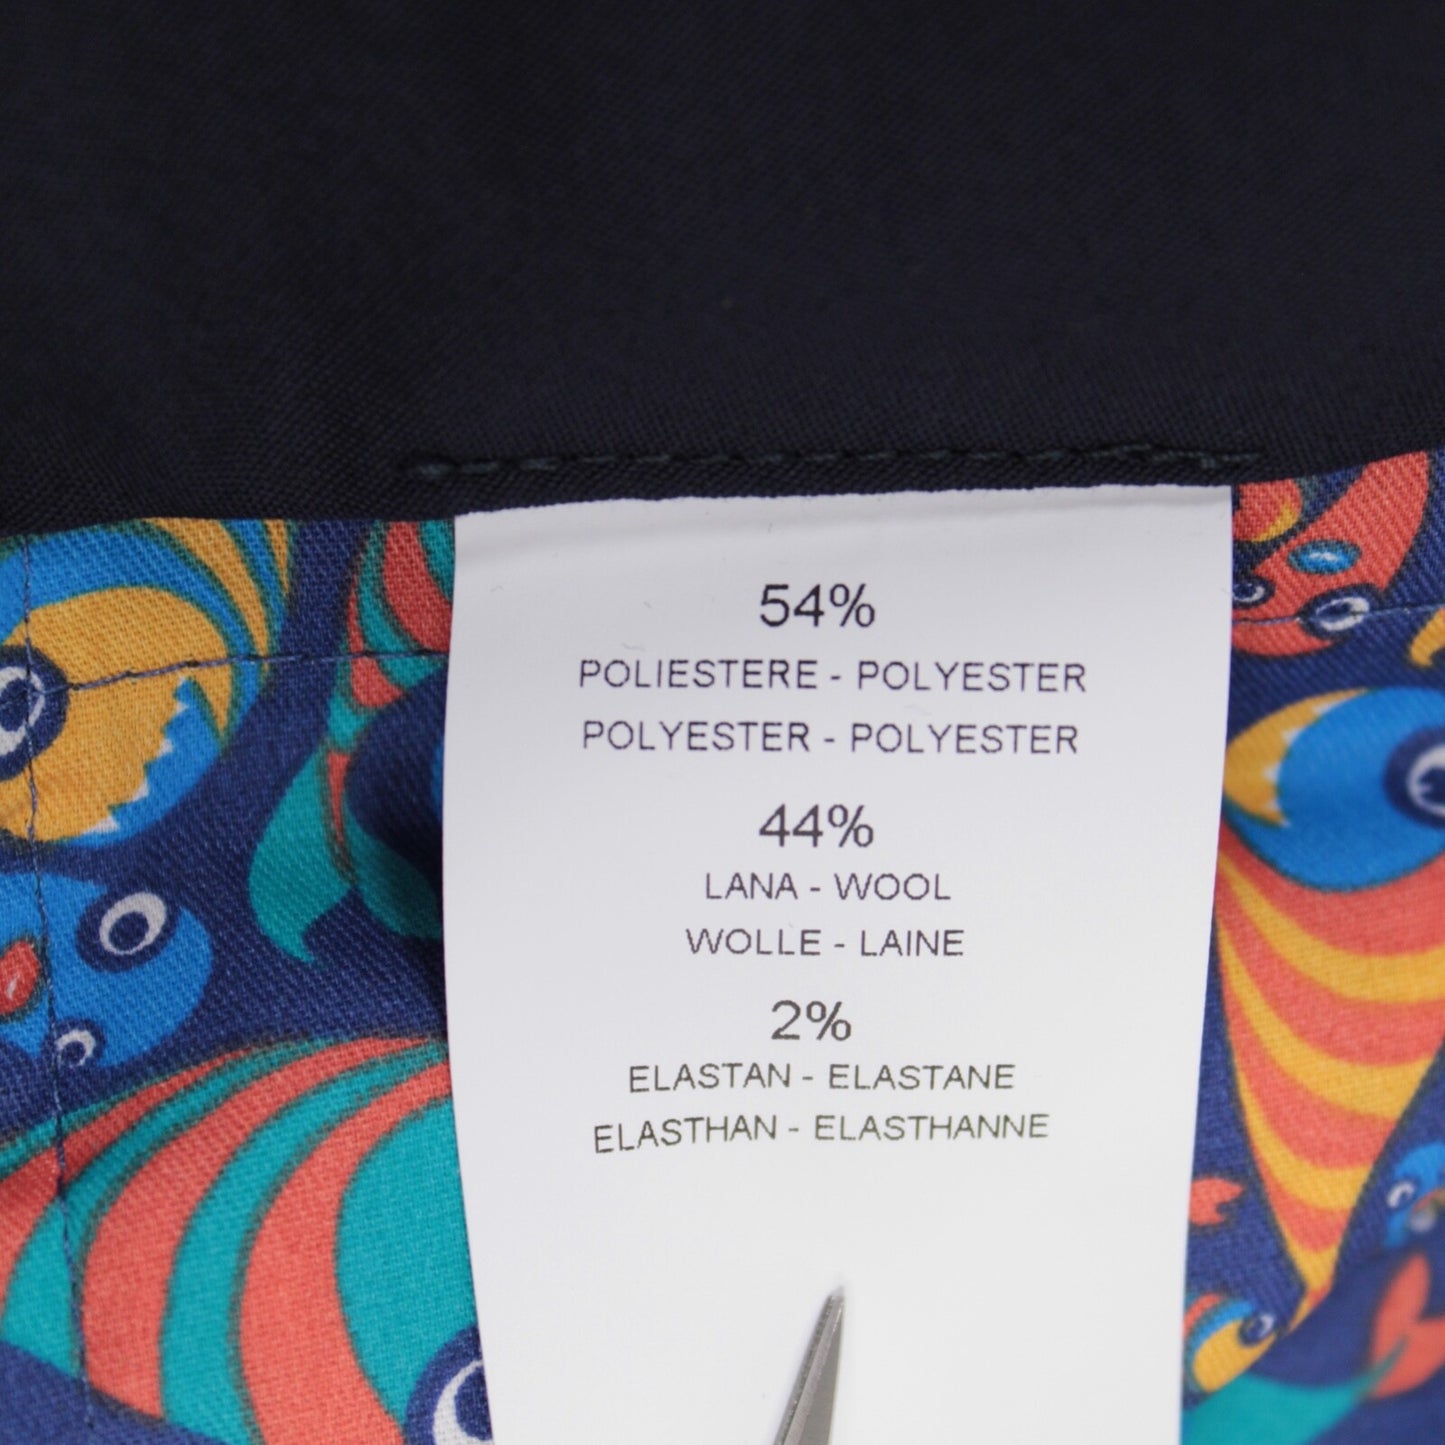 54%
POLIESTERE - POLYESTER
POLYESTER - POLYESTER
44%
LANA - WOOL
WOLLE - LAINE
2%
ELASTAN - ELASTANE
ELASTHAN - ELASTHANNE